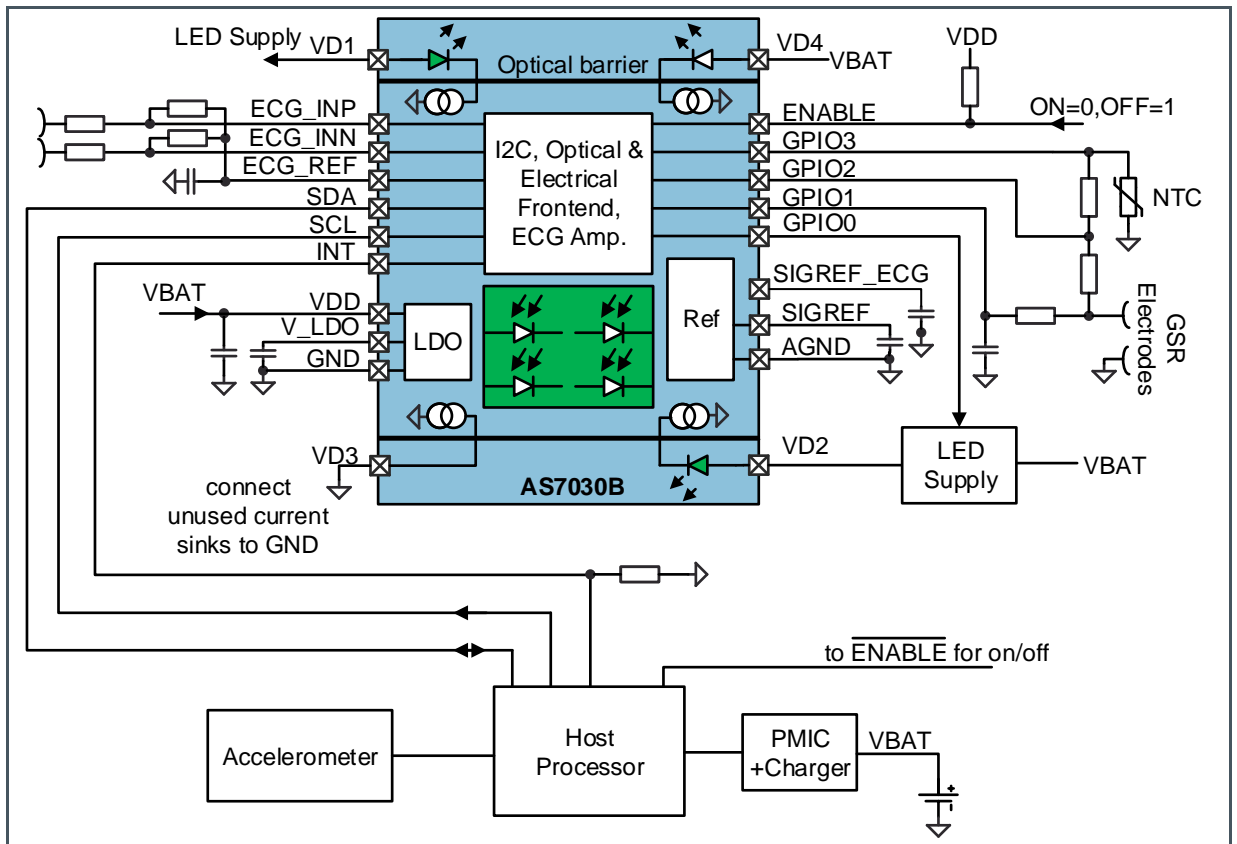 LED Supply
VD1
Optical barrier
VD4
VBAT
VDD
ECG_INP
ENABLE
ON=0,OFF=1
ECG_INN
GPIO3
ECG_REF
GPIO2
SDA
GPIO1
SCL
GPIO0
INT
I2C, Optical &
Electrical
Frontend,
ECG Amp.
NTC
SIGREF_ECG
VBAT
VDD
V_LDO
GND
LDO
Ref
SIGREF
AGND
Electrodes
GSR
VD3
VD2
LED
Supply
VBAT
AS7030B
connect
unused current
sinks to GND
to ENABLE for on/off
Accelerometer
Host
Processor
PMIC
+Charger
VBAT
+
-